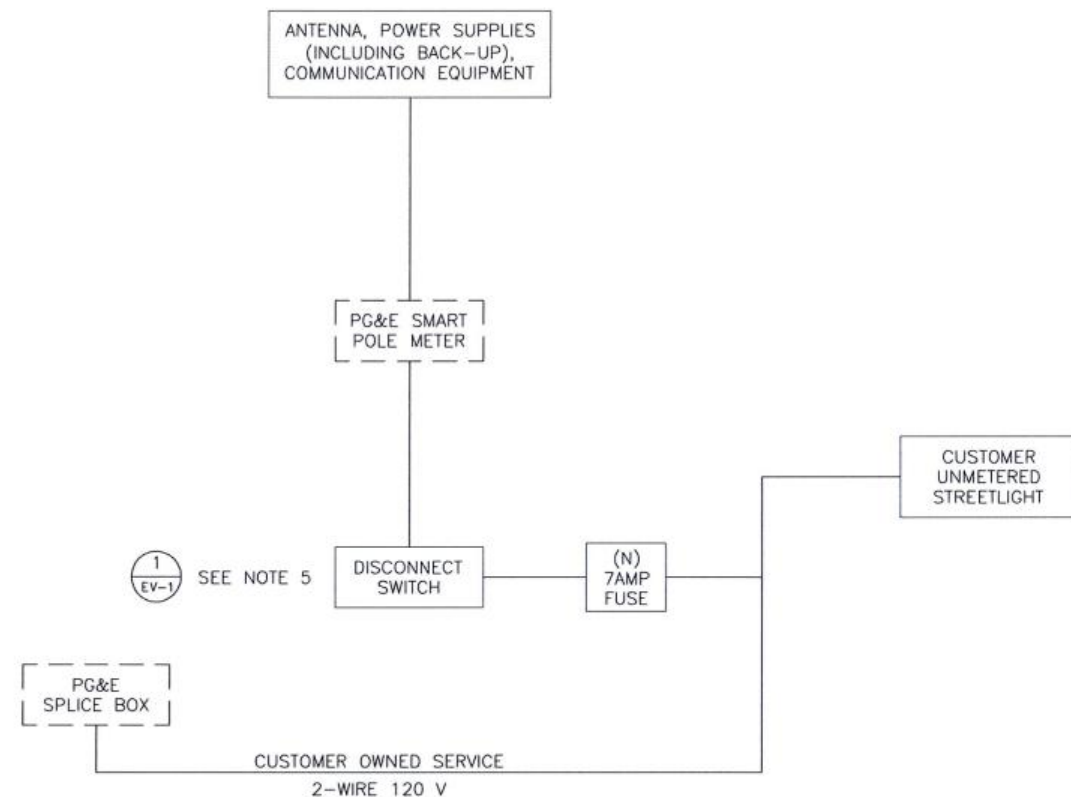 ANTENNA, POWER SUPPLIES
(INCLUDING BACK-UP),
COMMUNICATION EQUIPMENT
PG&E SMART
POLE METER
CUSTOMER
UNMETERED
STREETLIGHT
1
EV-1
SEE NOTE 5
DISCONNECT
SWITCH
(N)
7AMP
FUSE
PG&E
SPLICE BOX
CUSTOMER OWNED SERVICE
2-WIRE 120 V